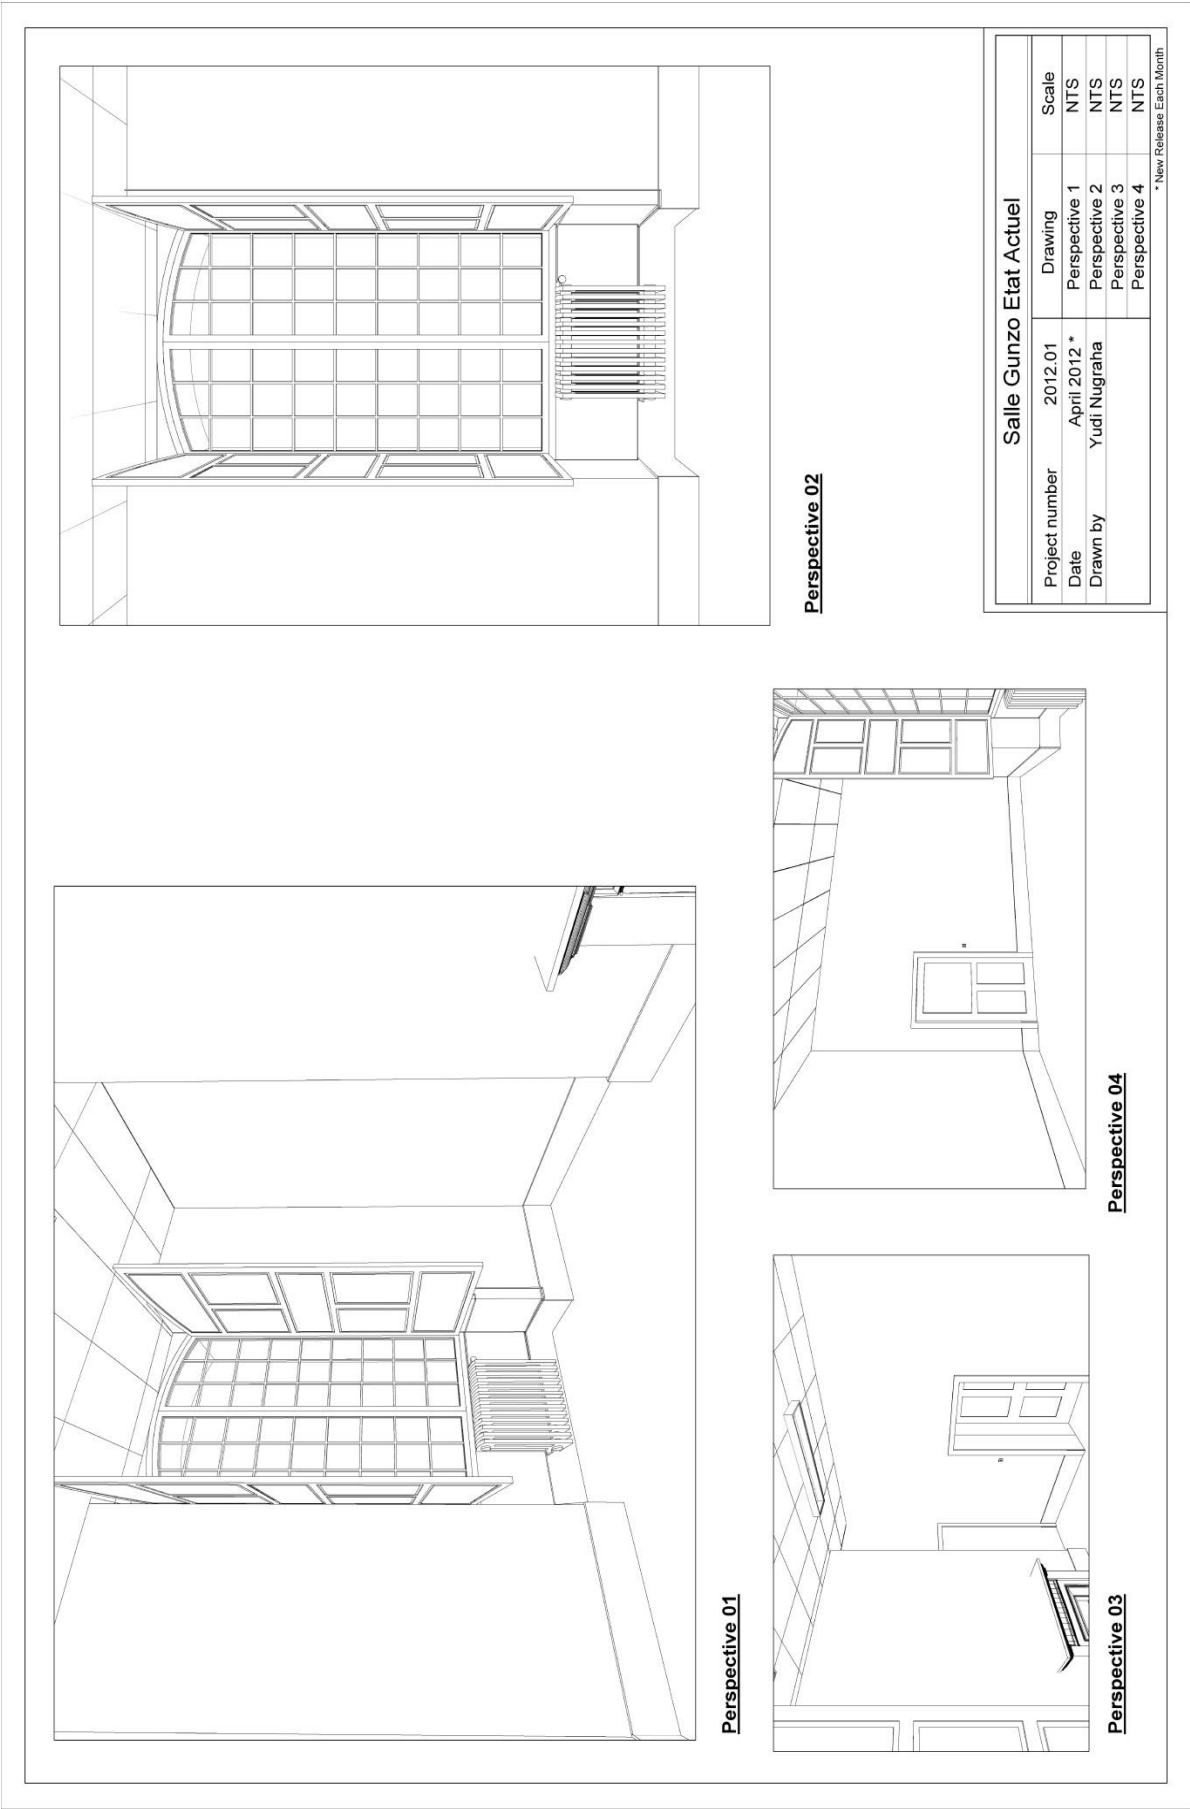 Perspective 01
Perspective 02
Perspective 03
Perspective 04
Salle Gunzo Etat Actuel
Project number 2012.01 Drawing Scale
Date April 2012 * Perspective 1 NTS
Drawn by Yudi Nugraha Perspective 2 NTS
Perspective 3 NTS
Perspective 4 NTS
* New Release Each Month